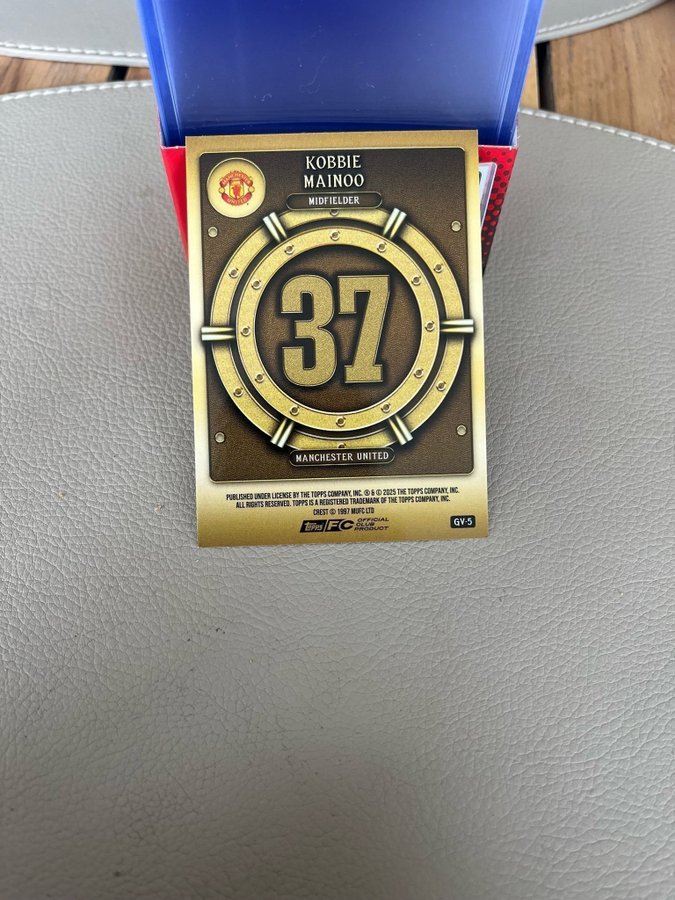 KOBBIE
MAINOO
MIDFIELDER
MANCHESTER
UNITED
37
MANCHESTER UNITED
PUBLISHED UNDER LICENSE BY THE TOPPS COMPANY, INC. ® & © 2025 THE TOPPS COMPANY, INC.
ALL RIGHTS RESERVED. TOPPS IS A REGISTERED TRADEMARK OF THE TOPPS COMPANY, INC.
CREST © 1997 MUFC LTD
Topps FC OFFICIAL
CLUB
PRODUCT
GV-5